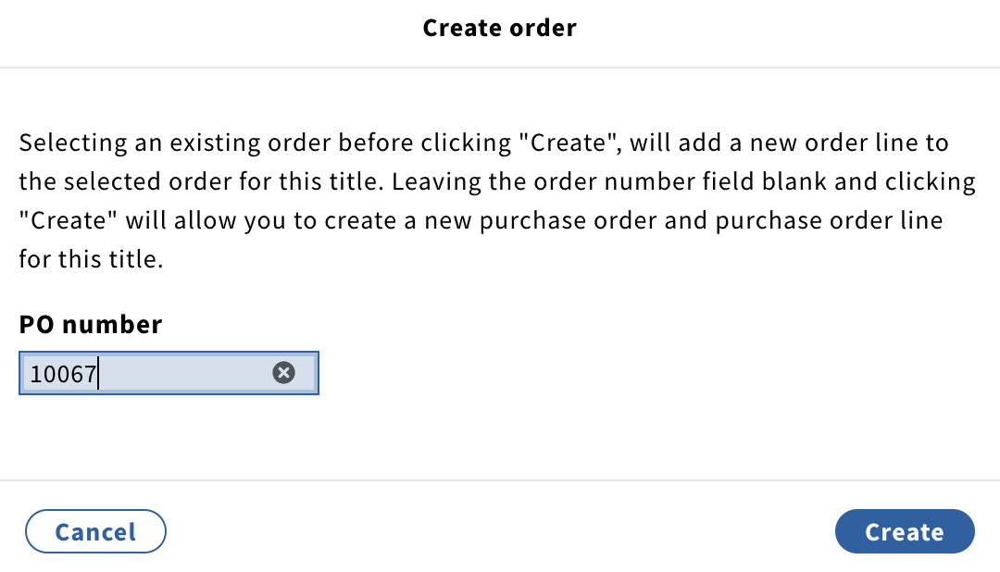 Create order
Selecting an existing order before clicking "Create", will add a new order line to
the selected order for this title. Leaving the order number field blank and clicking
"Create" will allow you to create a new purchase order and purchase order line
for this title.
PO number
10067
Cancel
Create